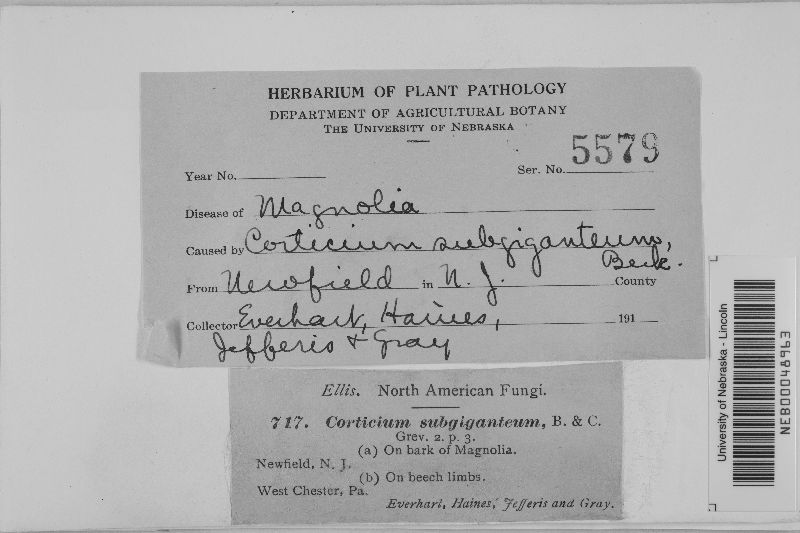 HERBARIUM OF PLANT PATHOLOGY
DEPARTMENT OF AGRICULTURAL BOTANY
THE UNIVERSITY OF NEBRASKA
Year No.
Ser. No. 5579
Disease of Magnolia
Caused by Corticium subgiganteum,
Berk.
From Newfield in N. J. County
Collector Everhart, Haines, 191
Jefferis + Gray
Ellis. North American Fungi.
717. Corticium subgiganteum, B. & C.
Grev. 2. p. 3.
(a) On bark of Magnolia.
Newfield, N. J.
(b) On beech limbs.
West Chester, Pa.
Everhart, Haines, Jefferis and Gray.
University of Nebraska - Lincoln
NEB00048963